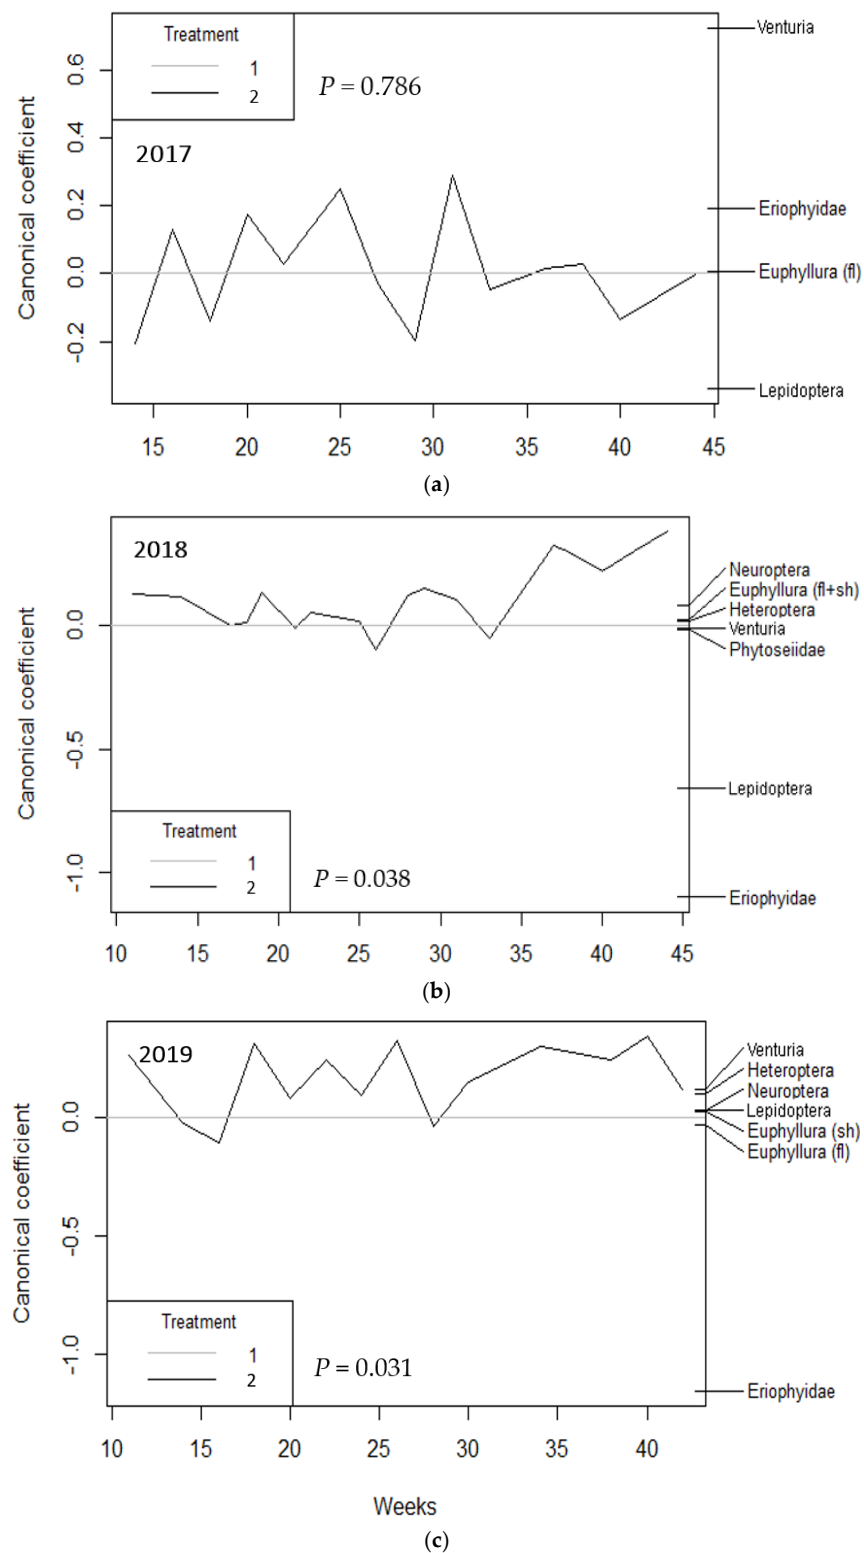 Treatment
1
2
P = 0.786
2017
Canonical coefficient
0.6
0.4
0.2
0.0
-0.2
Venturia
Eriophyidae
Euphyllura (fl)
Lepidoptera
15 20 25 30 35 40 45
(a)
2018
Canonical coefficient
0.0
-0.5
-1.0
Neuroptera
Euphyllura (fl+sh)
Heteroptera
Venturia
Phytoseiidae
Lepidoptera
Eriophyidae
Treatment
1
2
P = 0.038
10 15 20 25 30 35 40 45
(b)
2019
Canonical coefficient
0.0
-0.5
-1.0
Venturia
Heteroptera
Neuroptera
Lepidoptera
Euphyllura (sh)
Euphyllura (fl)
Eriophyidae
Treatment
1
2
P = 0.031
10 15 20 25 30 35 40
Weeks
(c)